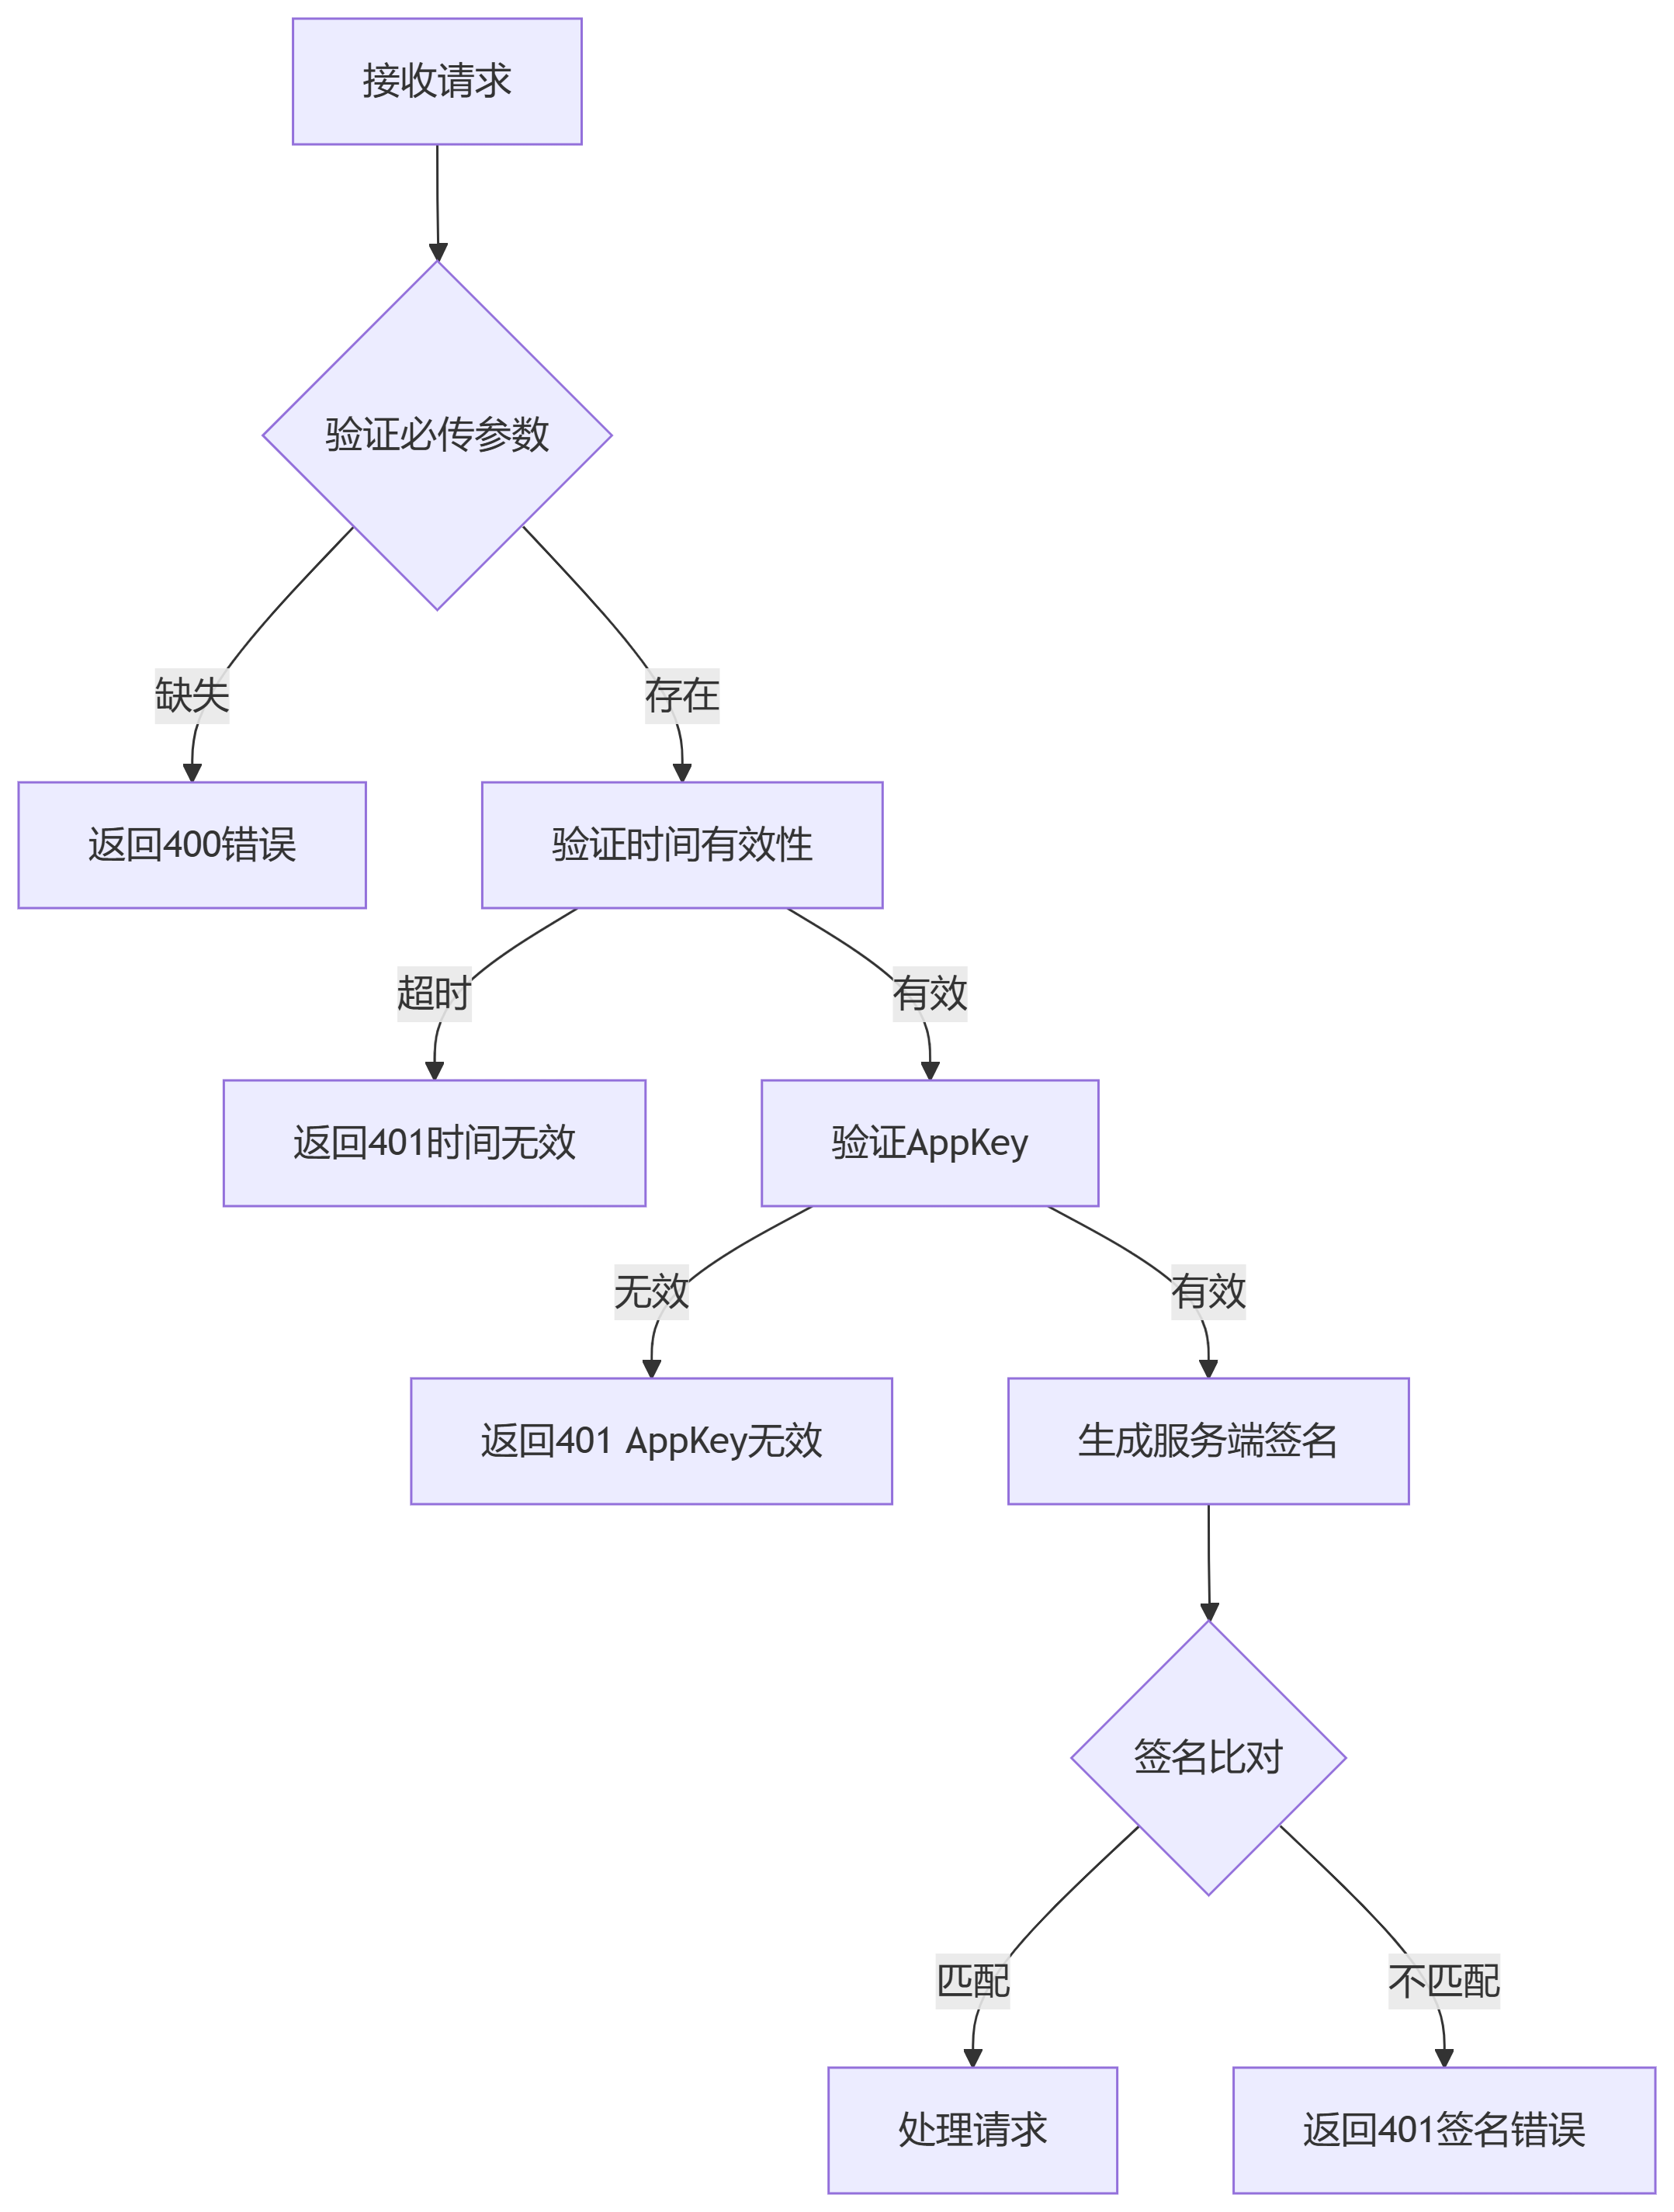 接收请求
验证必传参数
缺失
存在
返回400错误
验证时间有效性
超时
有效
返回401时间无效
验证AppKey
无效
有效
返回401 AppKey无效
生成服务端签名
签名比对
匹配
不匹配
处理请求
返回401签名错误